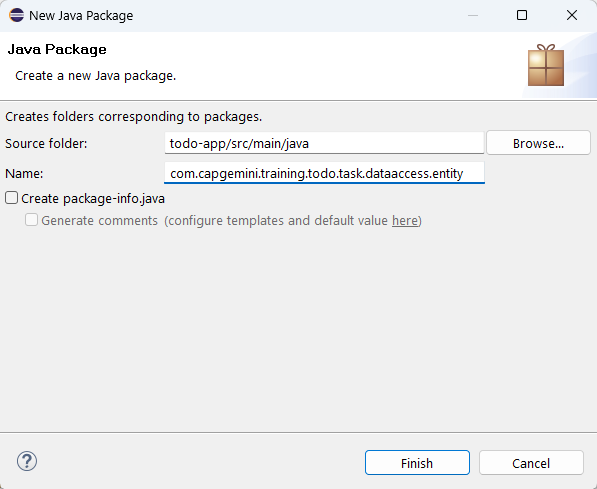 New Java Package
Java Package
Create a new Java package.
Creates folders corresponding to packages.
Source folder: todo-app/src/main/java Browse...
Name: com.capgemini.training.todo.task.dataaccess.entity
Create package-info.java
Generate comments (configure templates and default value here)
? Finish Cancel